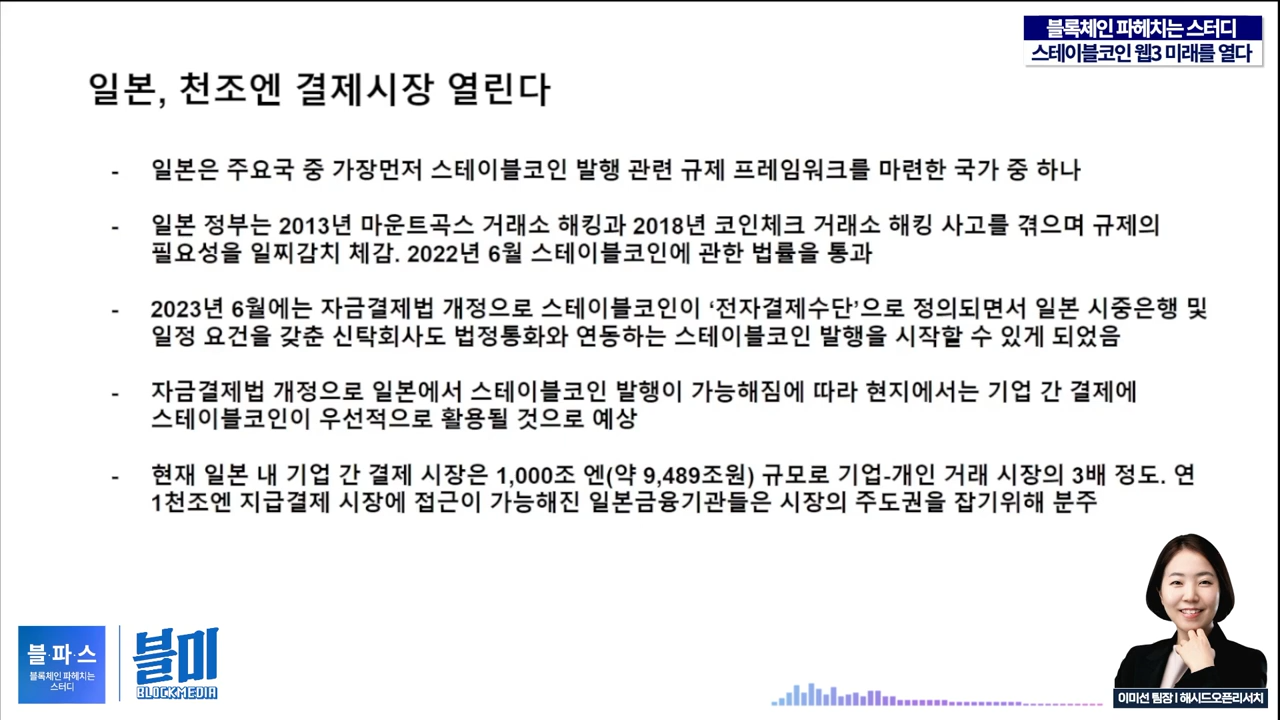 블록체인 파헤치는 스터디
스테이블코인 웹3 미래를 열다
일본, 천조엔 결제시장 열린다
- 일본은 주요국 중 가장먼저 스테이블코인 발행 관련 규제 프레임워크를 마련한 국가 중 하나
- 일본 정부는 2013년 마운트곡스 거래소 해킹과 2018년 코인체크 거래소 해킹 사고를 겪으며 규제의
필요성을 일찌감치 체감. 2022년 6월 스테이블코인에 관한 법률을 통과
- 2023년 6월에는 자금결제법 개정으로 스테이블코인이 ‘전자결제수단’으로 정의되면서 일본 시중은행 및
일정 요건을 갖춘 신탁회사도 법정통화와 연동하는 스테이블코인 발행을 시작할 수 있게 되었음
- 자금결제법 개정으로 일본에서 스테이블코인 발행이 가능해짐에 따라 현지에서는 기업 간 결제에
스테이블코인이 우선적으로 활용될 것으로 예상
- 현재 일본 내 기업 간 결제 시장은 1,000조 엔(약 9,489조원) 규모로 기업-개인 거래 시장의 3배 정도. 연
1천조엔 지급결제 시장에 접근이 가능해진 일본금융기관들은 시장의 주도권을 잡기위해 분주
블·파·스
블록체인 파헤치는
스터디
블미
BLOCKMEDIA
이미선 팀장 | 해시드오픈리서치